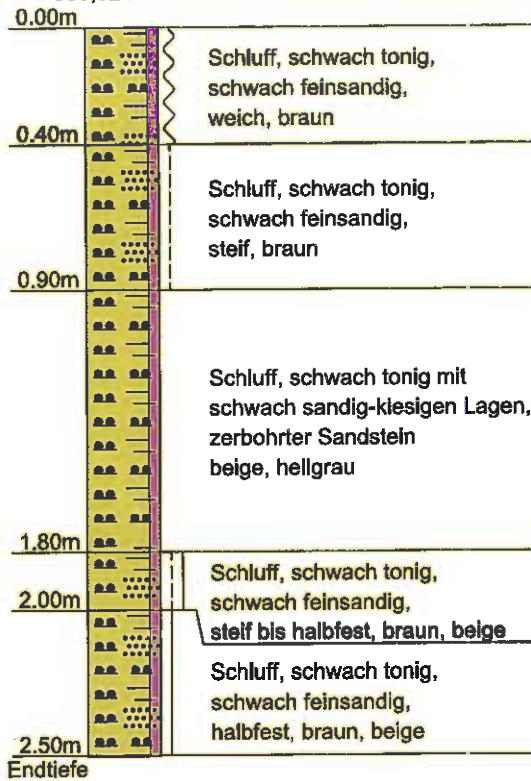 0.00m
Schluff, schwach tonig,
schwach feinsandig,
weich, braun
0.40m
Schluff, schwach tonig,
schwach feinsandig,
steif, braun
0.90m
Schluff, schwach tonig mit
schwach sandig-kiesigen Lagen,
zerbohrter Sandstein
beige, hellgrau
1.80m
Schluff, schwach tonig,
schwach feinsandig,
steif bis halbfest, braun, beige
2.00m
Schluff, schwach tonig,
schwach feinsandig,
halbfest, braun, beige
2.50m
Endtiefe